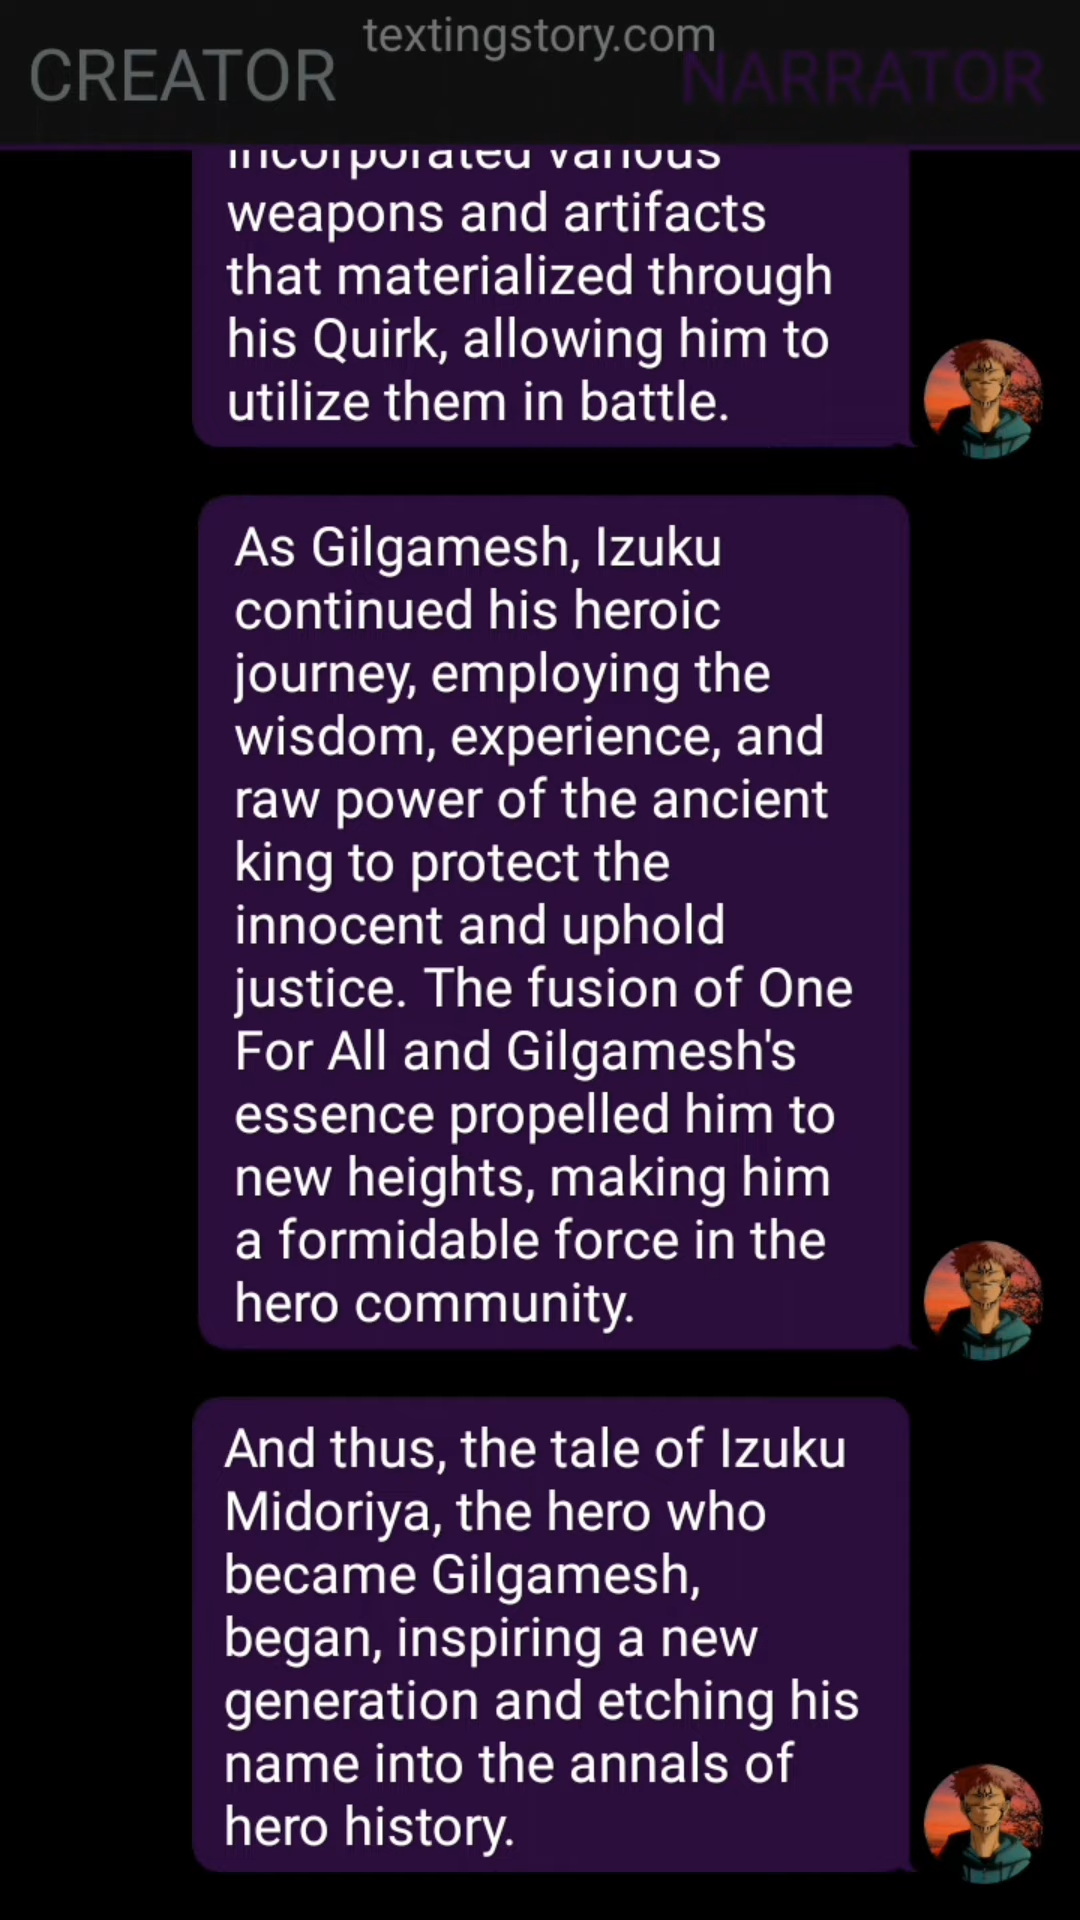 textingstory.com
CREATOR
NARRATOR
incorporated various
weapons and artifacts
that materialized through
his Quirk, allowing him to
utilize them in battle.
As Gilgamesh, Izuku
continued his heroic
journey, employing the
wisdom, experience, and
raw power of the ancient
king to protect the
innocent and uphold
justice. The fusion of One
For All and Gilgamesh's
essence propelled him to
new heights, making him
a formidable force in the
hero community.
And thus, the tale of Izuku
Midoriya, the hero who
became Gilgamesh,
began, inspiring a new
generation and etching his
name into the annals of
hero history.